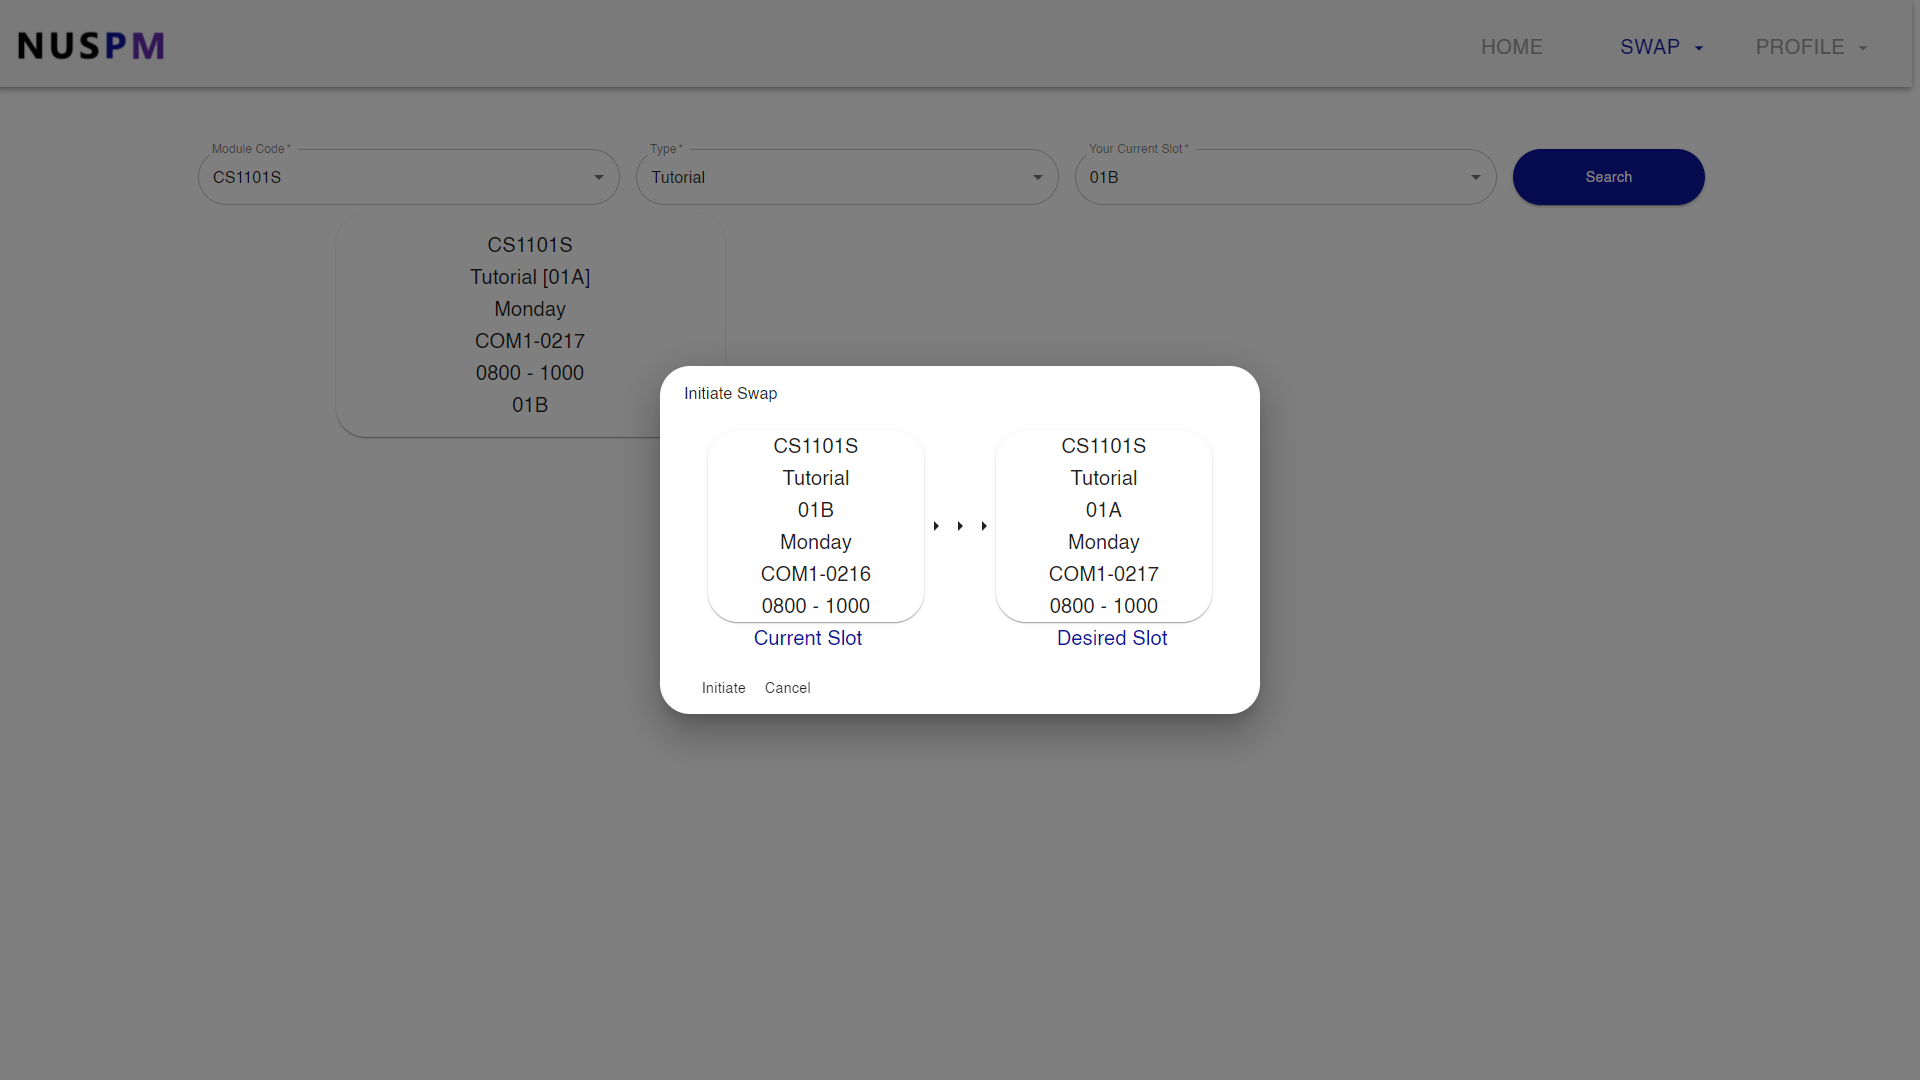 NUSPM
HOME
SWAP
PROFILE
Module Code *
CS1101S
Type *
Tutorial
Your Current Slot *
01B
Search
CS1101S
Tutorial [01A]
Monday
COM1-0217
0800 - 1000
01B
Initiate Swap
CS1101S
Tutorial
01B
Monday
COM1-0216
0800 - 1000
Current Slot
CS1101S
Tutorial
01A
Monday
COM1-0217
0800 - 1000
Desired Slot
Initiate
Cancel